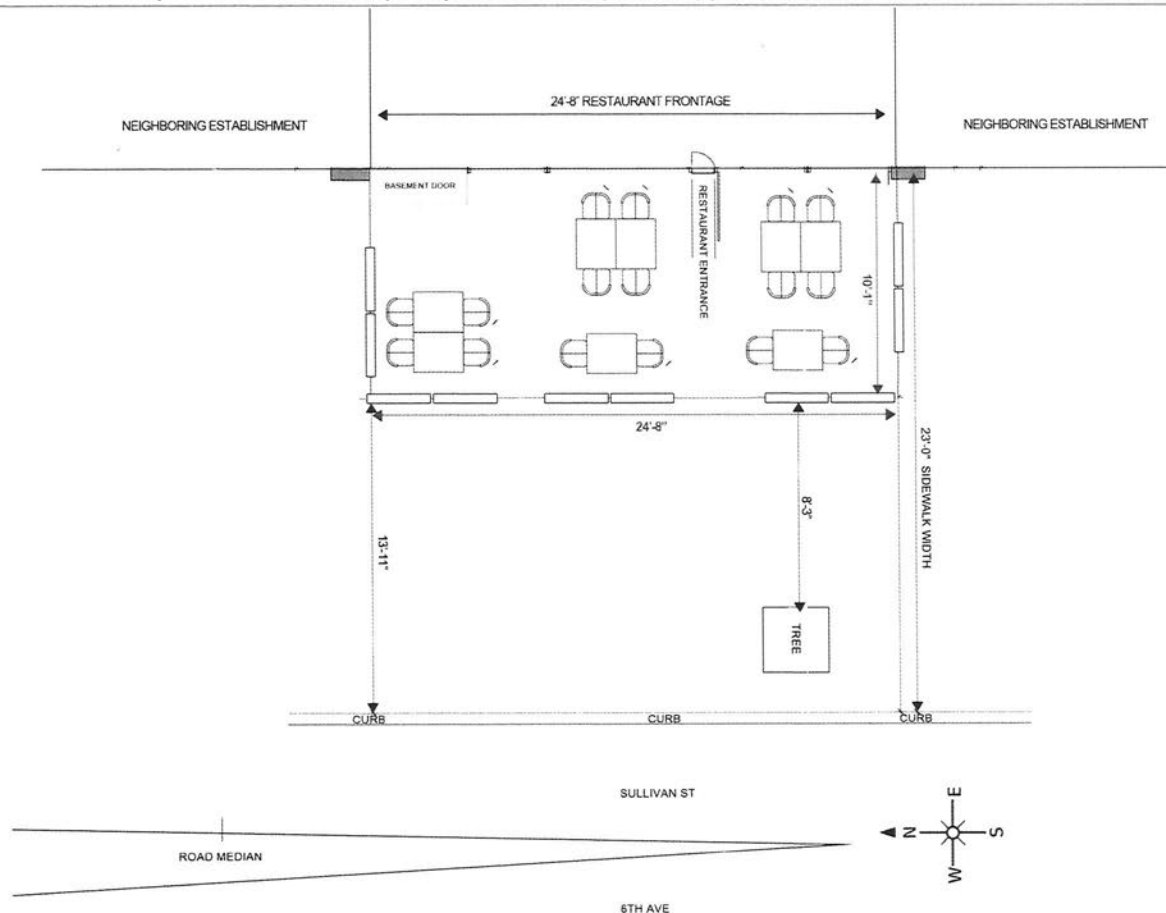 24'-8" RESTAURANT FRONTAGE
NEIGHBORING ESTABLISHMENT
NEIGHBORING ESTABLISHMENT
BASEMENT DOOR
RESTAURANT ENTRANCE
10'-1"
24'-8"
23'-0" SIDEWALK WIDTH
8'-3"
13'-11"
TREE
CURB
CURB
CURB
SULLIVAN ST
E
N
S
W
ROAD MEDIAN
6TH AVE